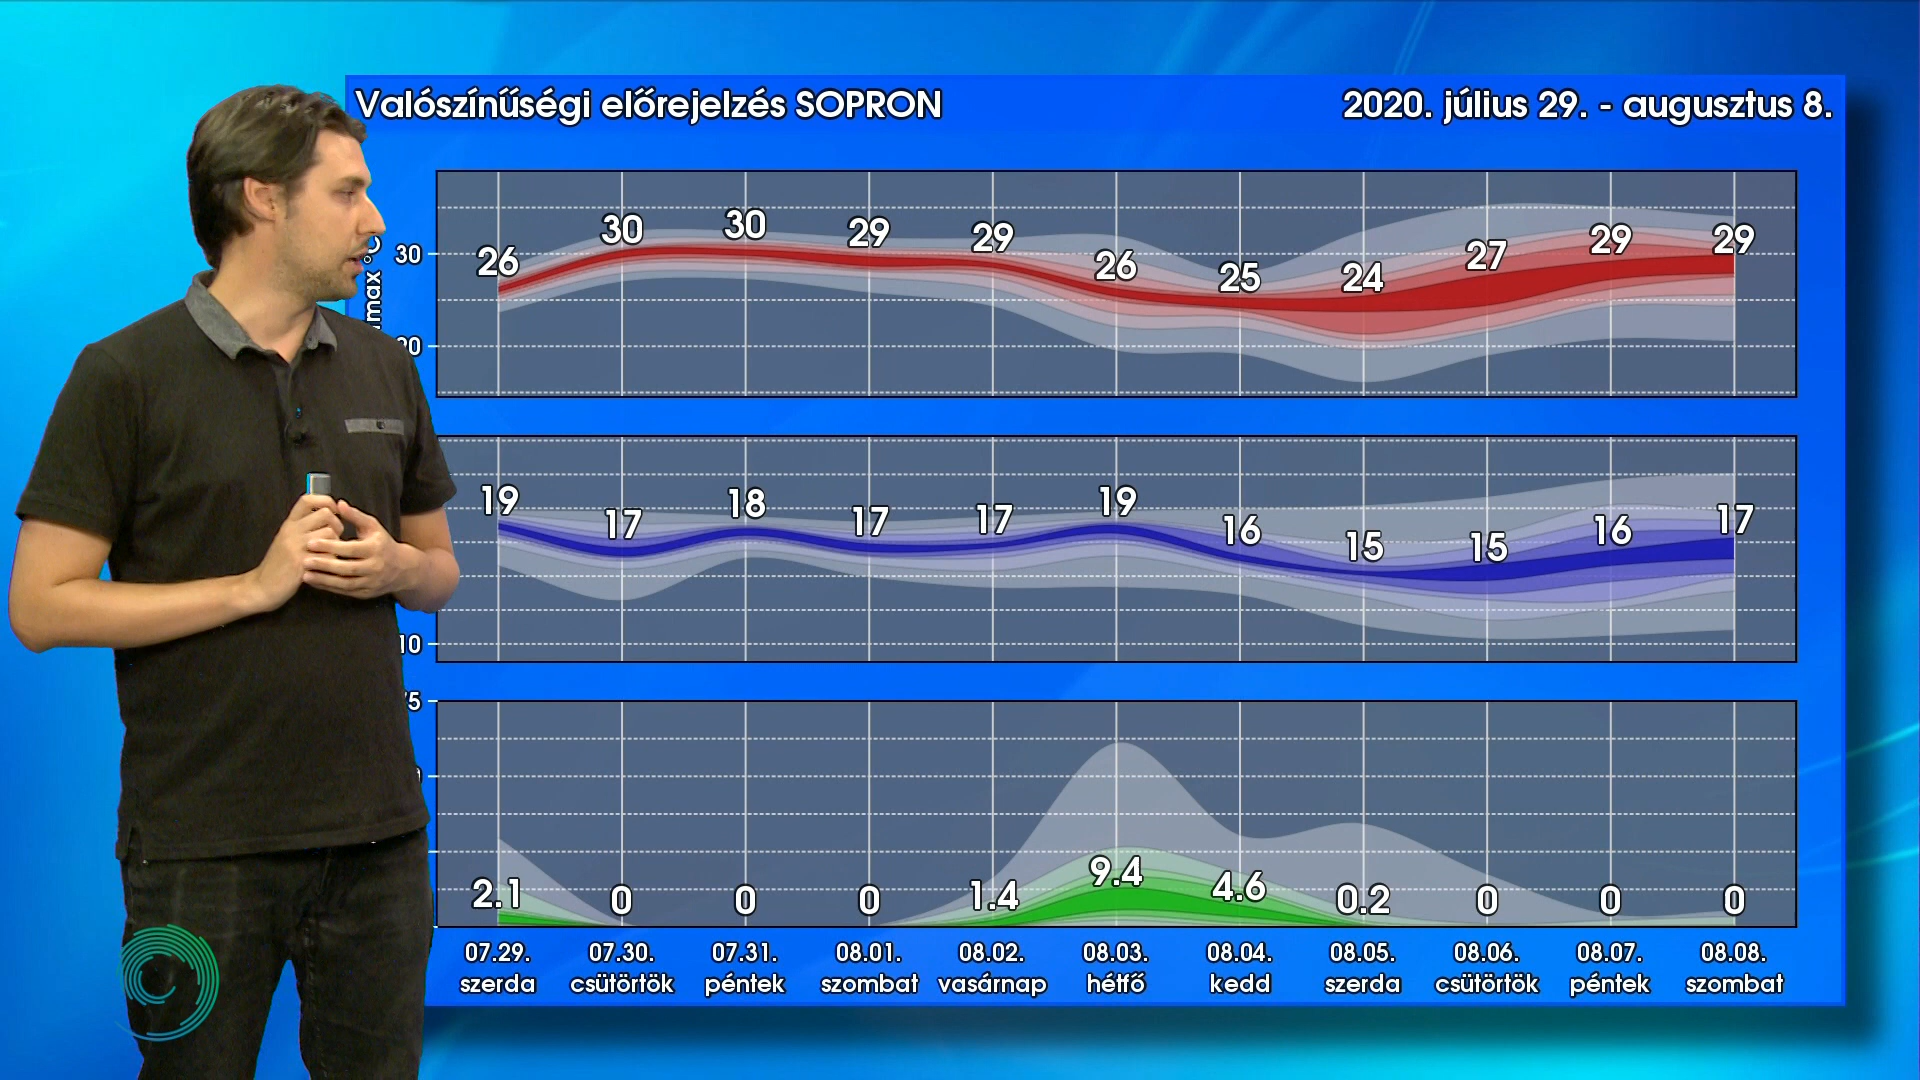 Valószínűségi előrejelzés SOPRON
2020. július 29. - augusztus 8.
max °C
30
20
26 30 30 29 29 26 25 24 27 29 29
10
19 17 18 17 17 19 16 15 15 16 17
2.1 0 0 0 1.4 9.4 4.6 0.2 0 0 0
07.29. 07.30. 07.31. 08.01. 08.02. 08.03. 08.04. 08.05. 08.06. 08.07. 08.08.
szerda csütörtök péntek szombat vasárnap hétfő kedd szerda csütörtök péntek szombat